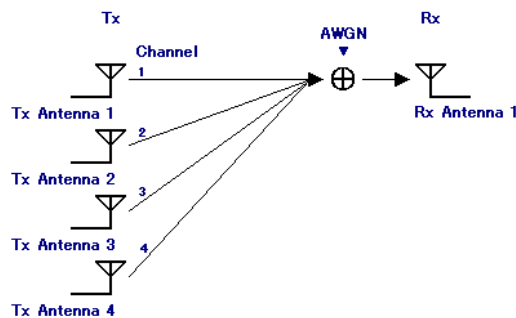 Tx
Rx
AWGN
Channel
1
Tx Antenna 1
Rx Antenna 1
2
Tx Antenna 2
3
Tx Antenna 3
4
Tx Antenna 4